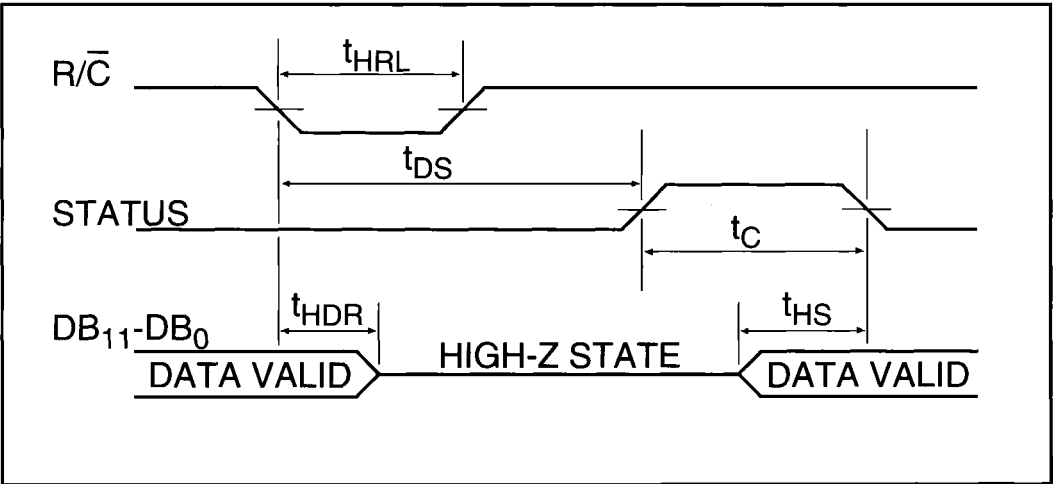 R/C̅
tHRL
tDS
STATUS
tC
tHDR
tHS
DB11-DB0
HIGH-Z STATE
DATA VALID
DATA VALID